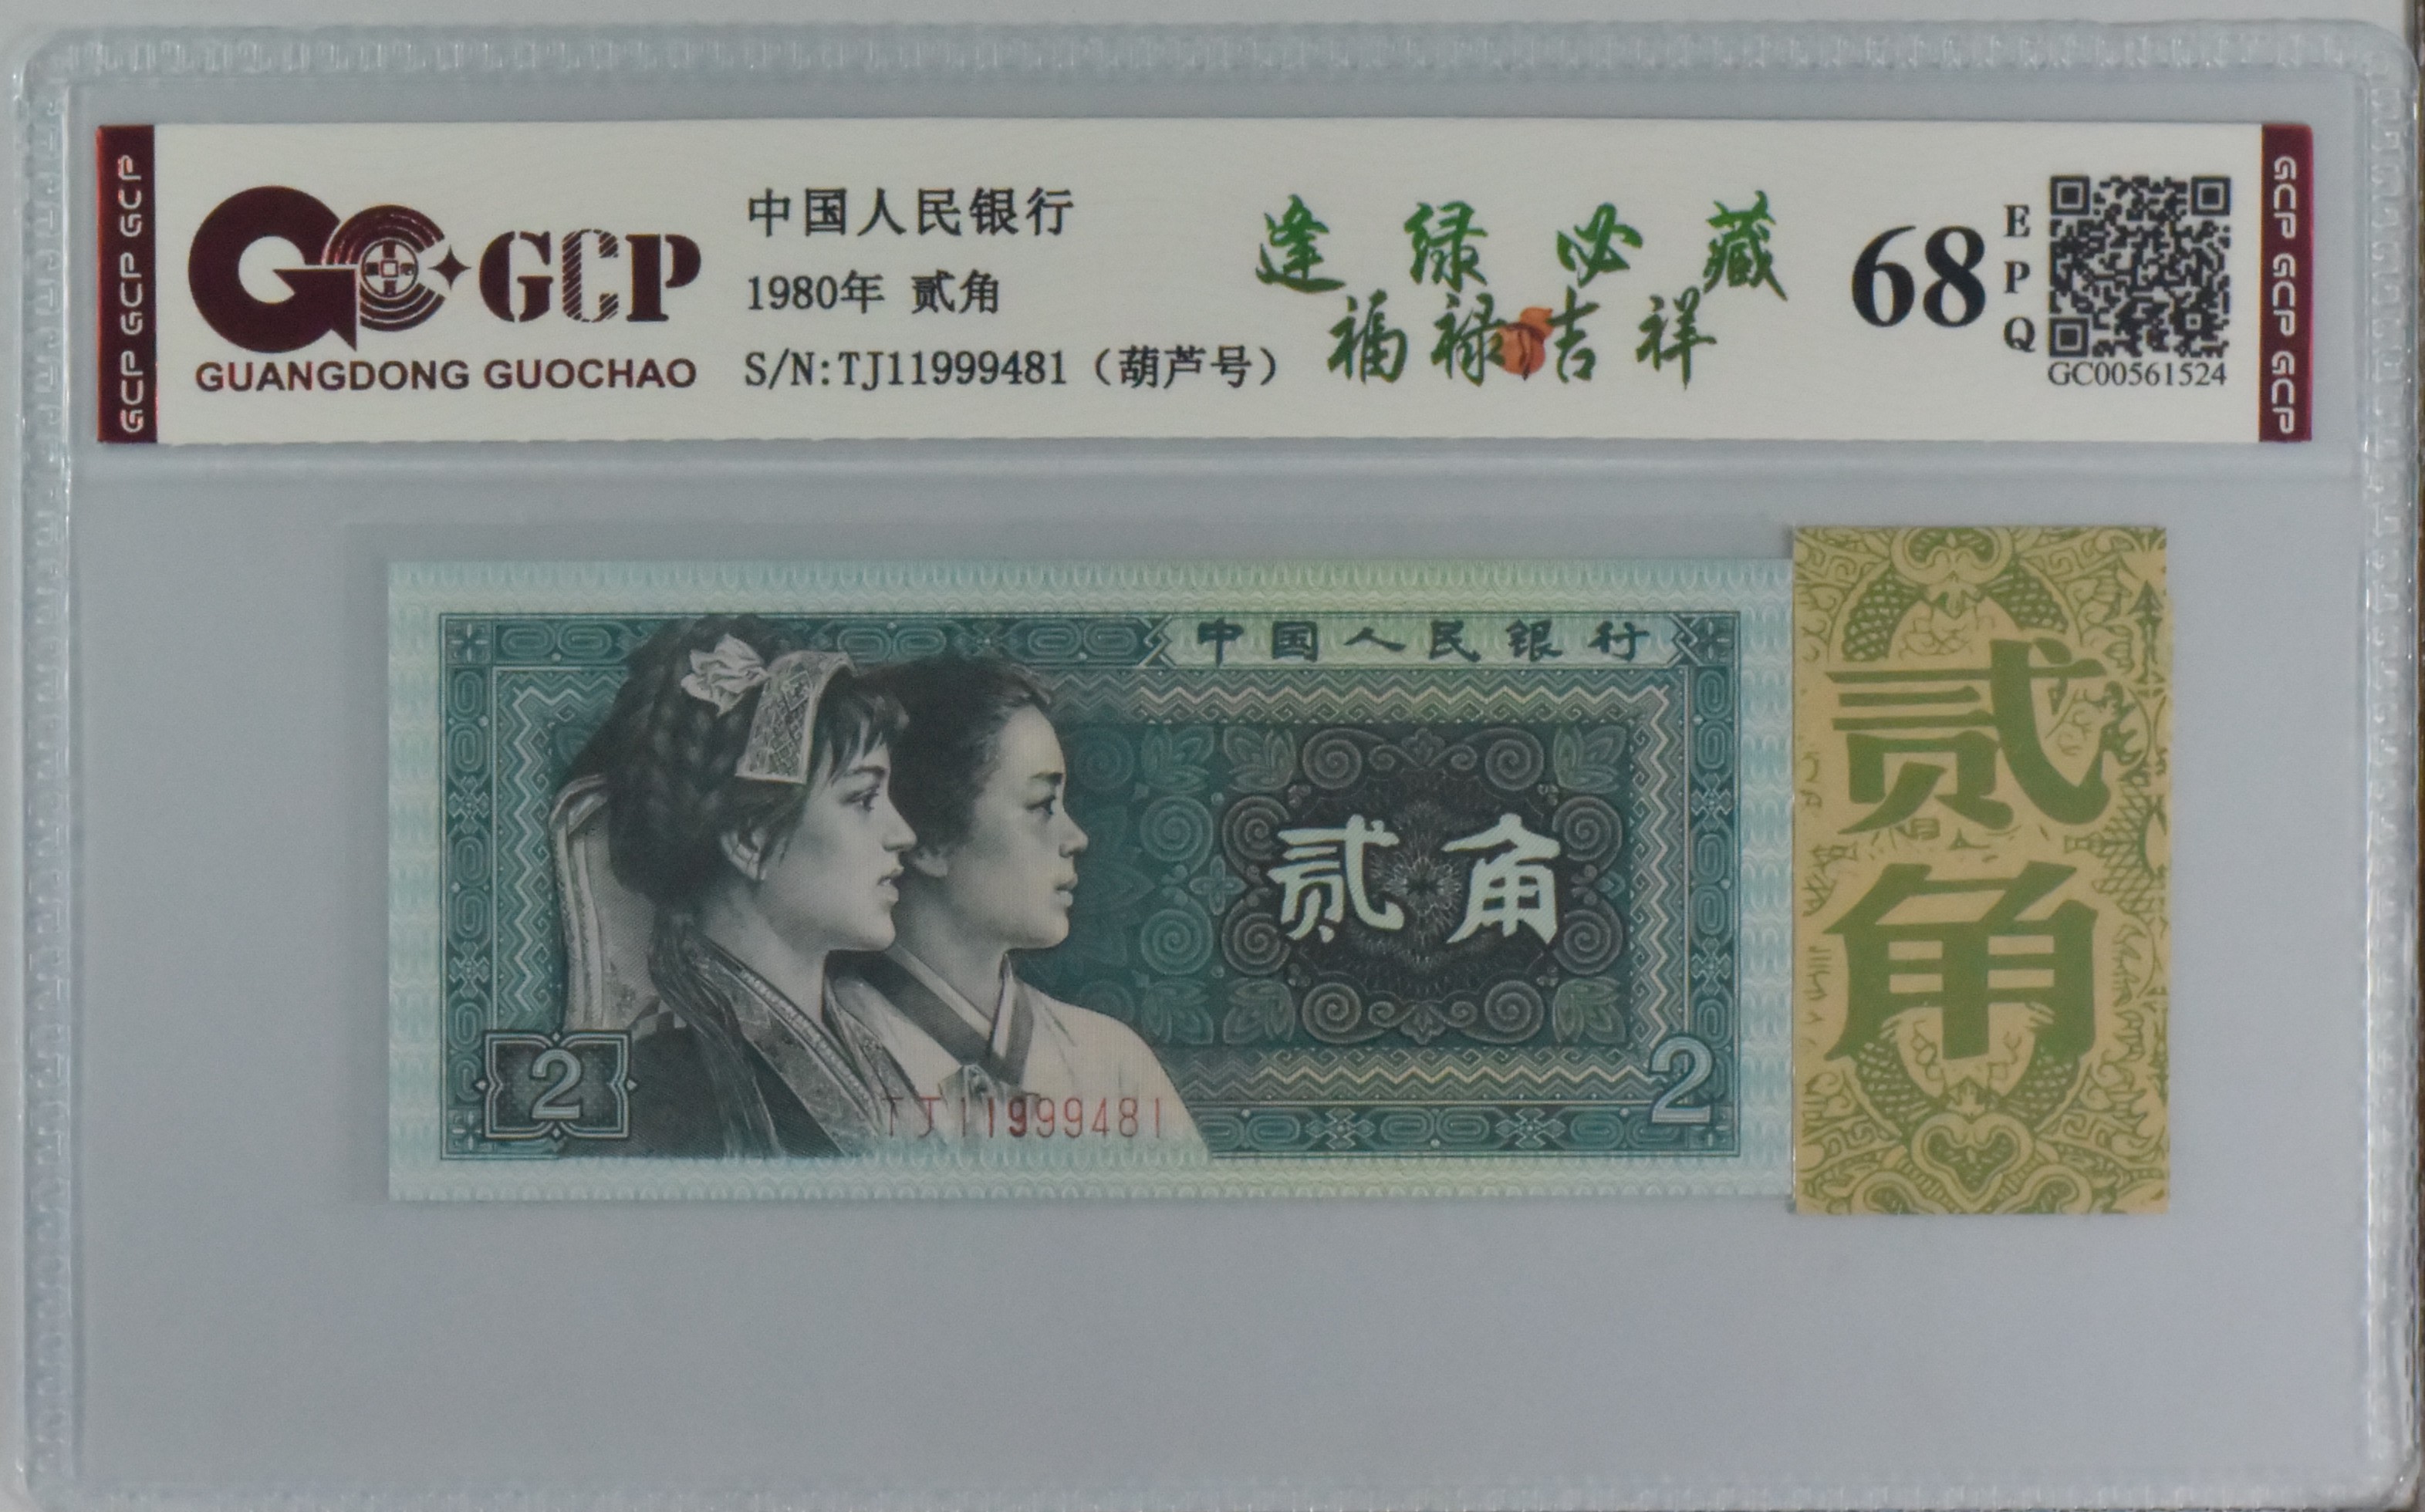 GCP GCP GCP
GCP
GUANGDONG GUOCHAO
中国人民银行
1980年 贰角
S/N:TJ11999481（葫芦号）
逢绿必藏
福禄吉祥
68
EPQ
GC00561524
GCP GCP GCP
中国人民银行
贰角
2
TJ11999481
2
贰角